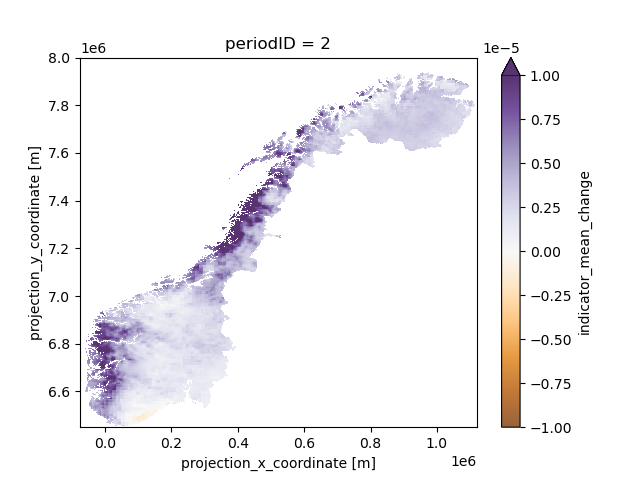 periodID = 2
1e6
1e−5
8.0
7.8
7.6
7.4
7.2
7.0
6.8
6.6
projection_y_coordinate [m]
0.0 0.2 0.4 0.6 0.8 1.0
1e6
projection_x_coordinate [m]
1.00
0.75
0.50
0.25
0.00
−0.25
−0.50
−0.75
−1.00
indicator_mean_change